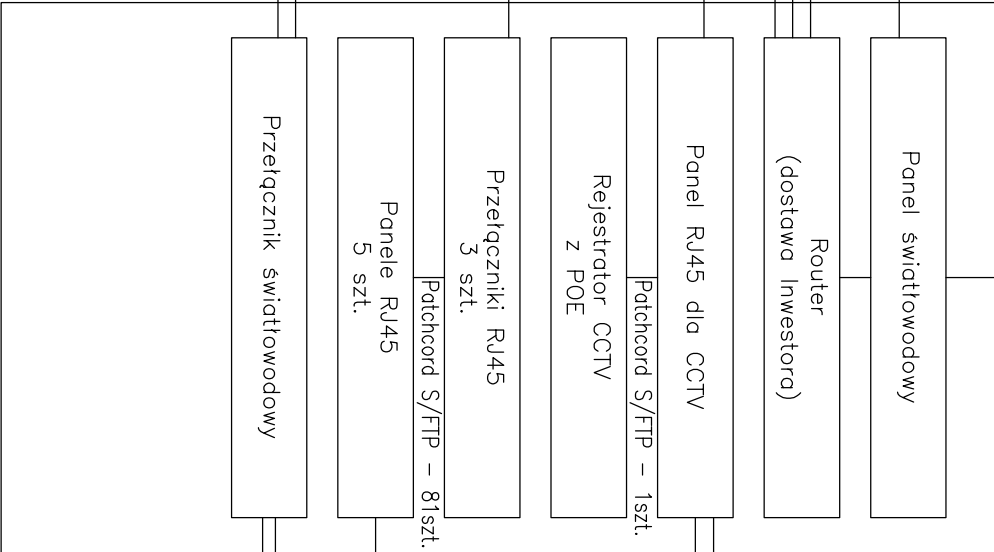 Panel światłowodowy
Router
(dostawa Inwestora)
Panel RJ45 dla CCTV
Patchcord S/FTP – 1szt.
Rejestrator CCTV
z POE
Przełączniki RJ45
3 szt.
Patchcord S/FTP – 81szt.
Panele RJ45
5 szt.
Przełącznik światłowodowy